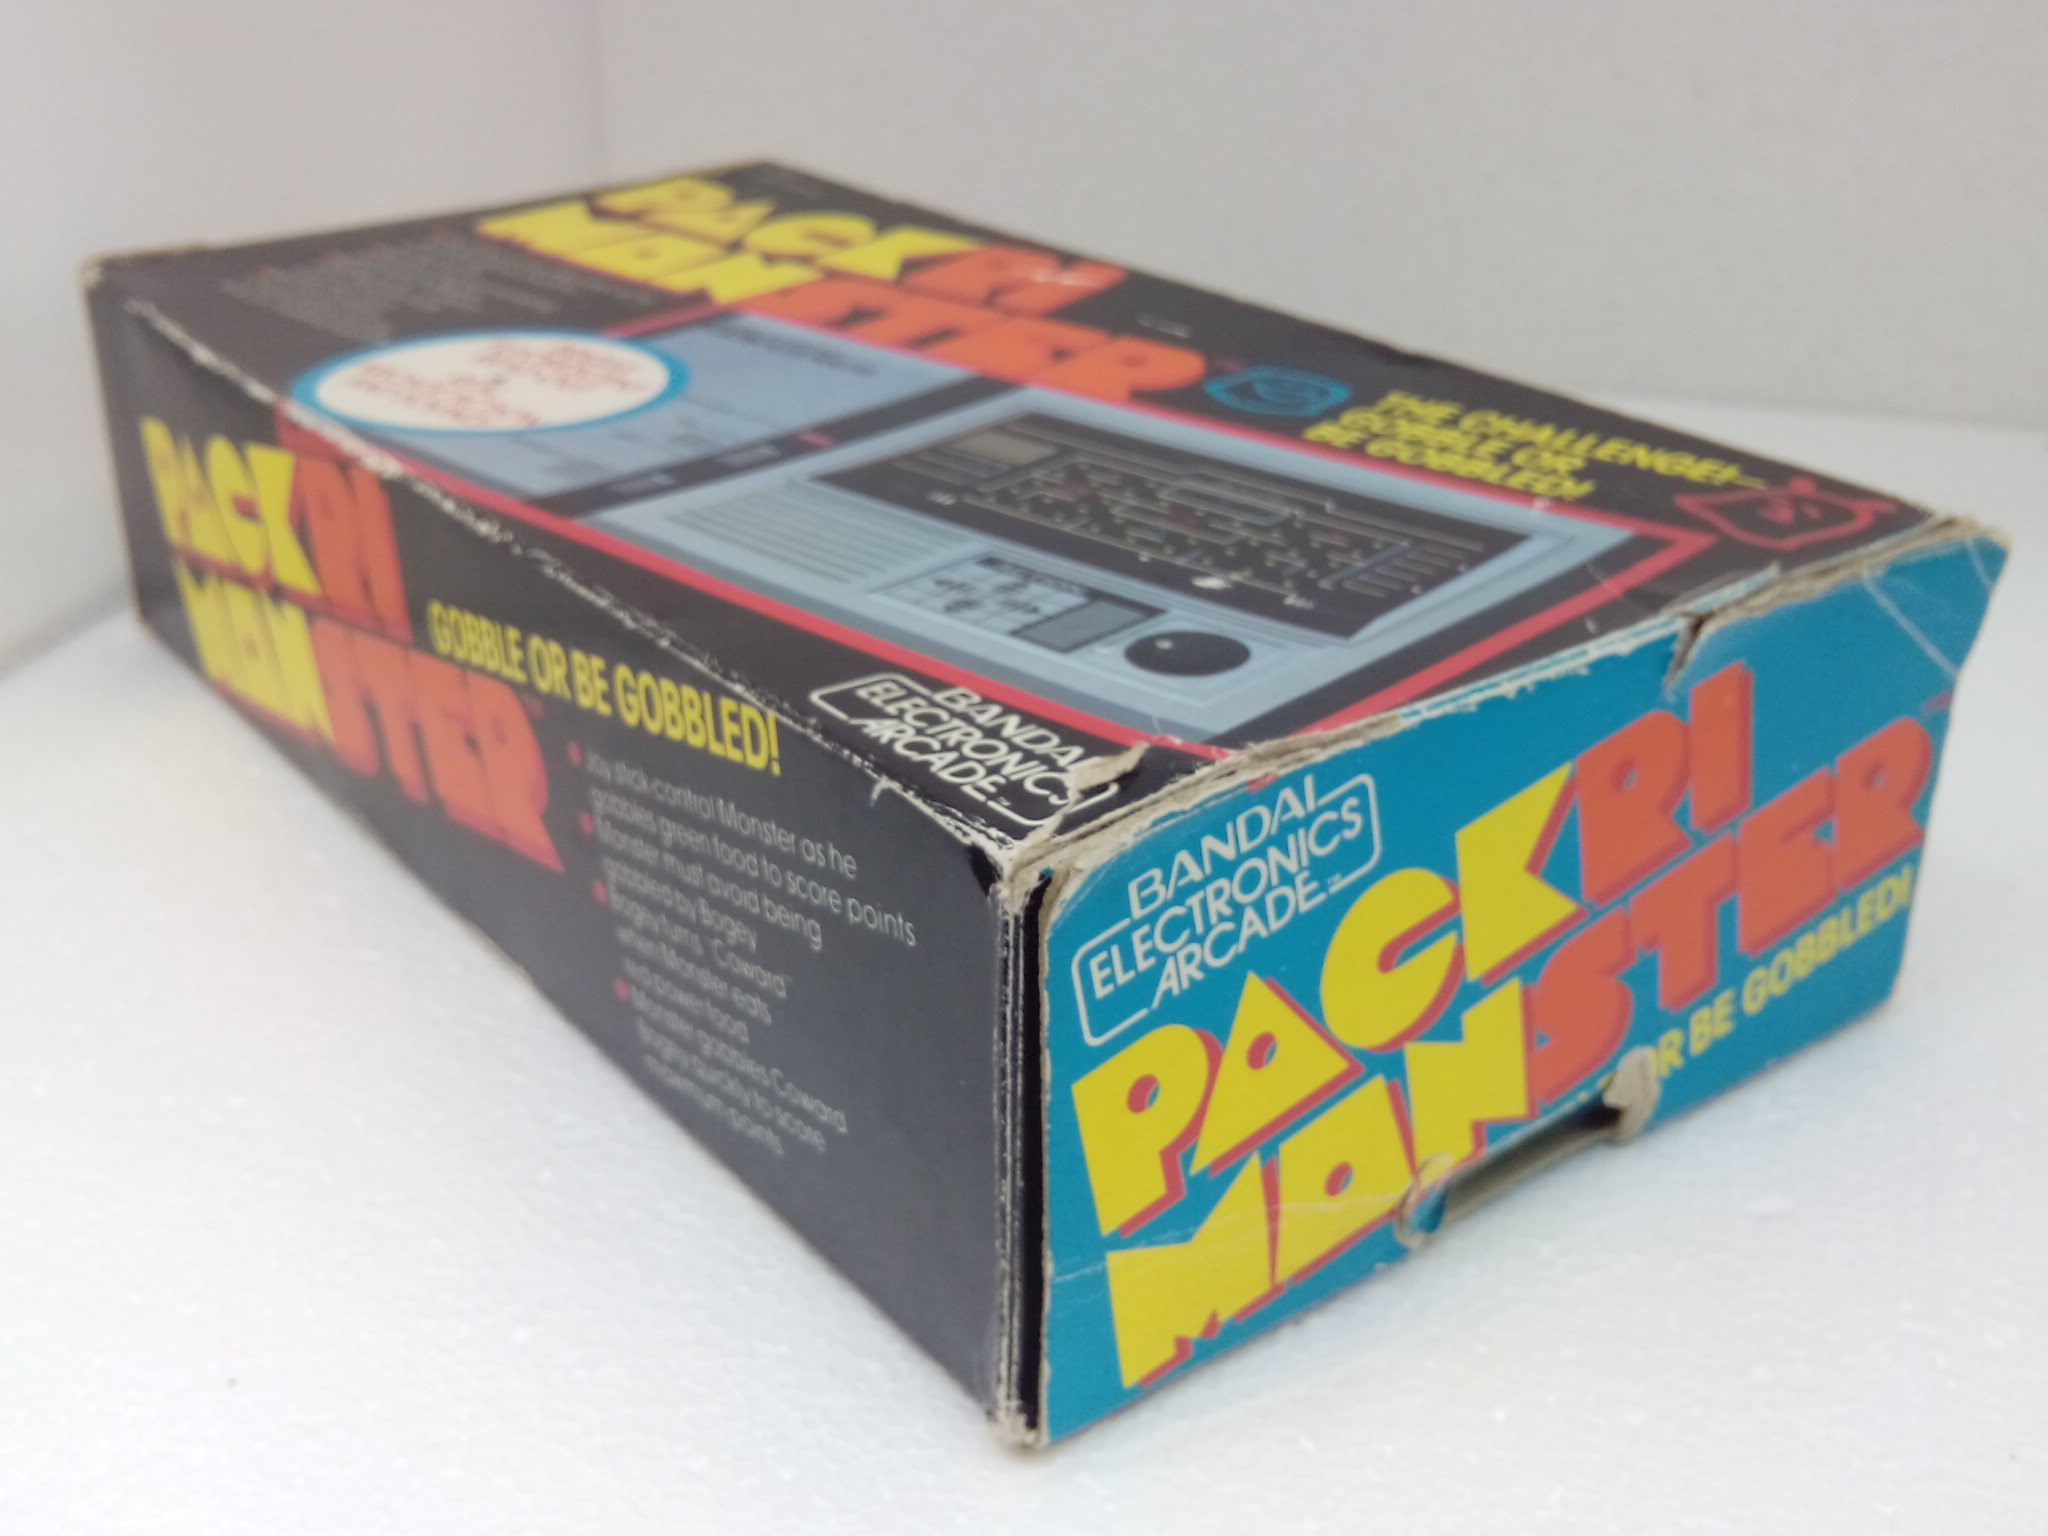 PACKRI
MONSTER
THE CHALLENGE!—
GOBBLE OR
BE GOBBLED!
BANDAI
ELECTRONICS
ARCADE™
PACKRI
MONSTER
GOBBLE OR BE GOBBLED!
Joy stick-control Monster as he
gobbles green food to score points
Monster must avoid being
gobbled by Bogey
Bogey turns "Coward"
when Monster eats
red power food
Monster gobbles Coward
Bogey quickly to score
maximum points
BANDAI
ELECTRONICS
ARCADE™
PACKRI
MONSTER
OR BE GOBBLED!